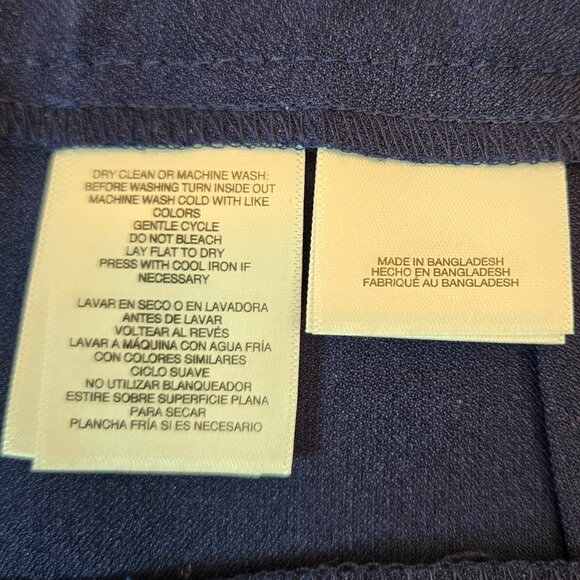 DRY CLEAN OR MACHINE WASH:
BEFORE WASHING TURN INSIDE OUT
MACHINE WASH COLD WITH LIKE
COLORS
GENTLE CYCLE
DO NOT BLEACH
LAY FLAT TO DRY
PRESS WITH COOL IRON IF
NECESSARY
LAVAR EN SECO O EN LAVADORA
ANTES DE LAVAR
VOLTEAR AL REVÉS
LAVAR A MÁQUINA CON AGUA FRÍA
CON COLORES SIMILARES
CICLO SUAVE
NO UTILIZAR BLANQUEADOR
ESTIRE SOBRE SUPERFICIE PLANA
PARA SECAR
PLANCHA FRÍA SI ES NECESARIO
MADE IN BANGLADESH
HECHO EN BANGLADESH
FABRIQUÉ AU BANGLADESH